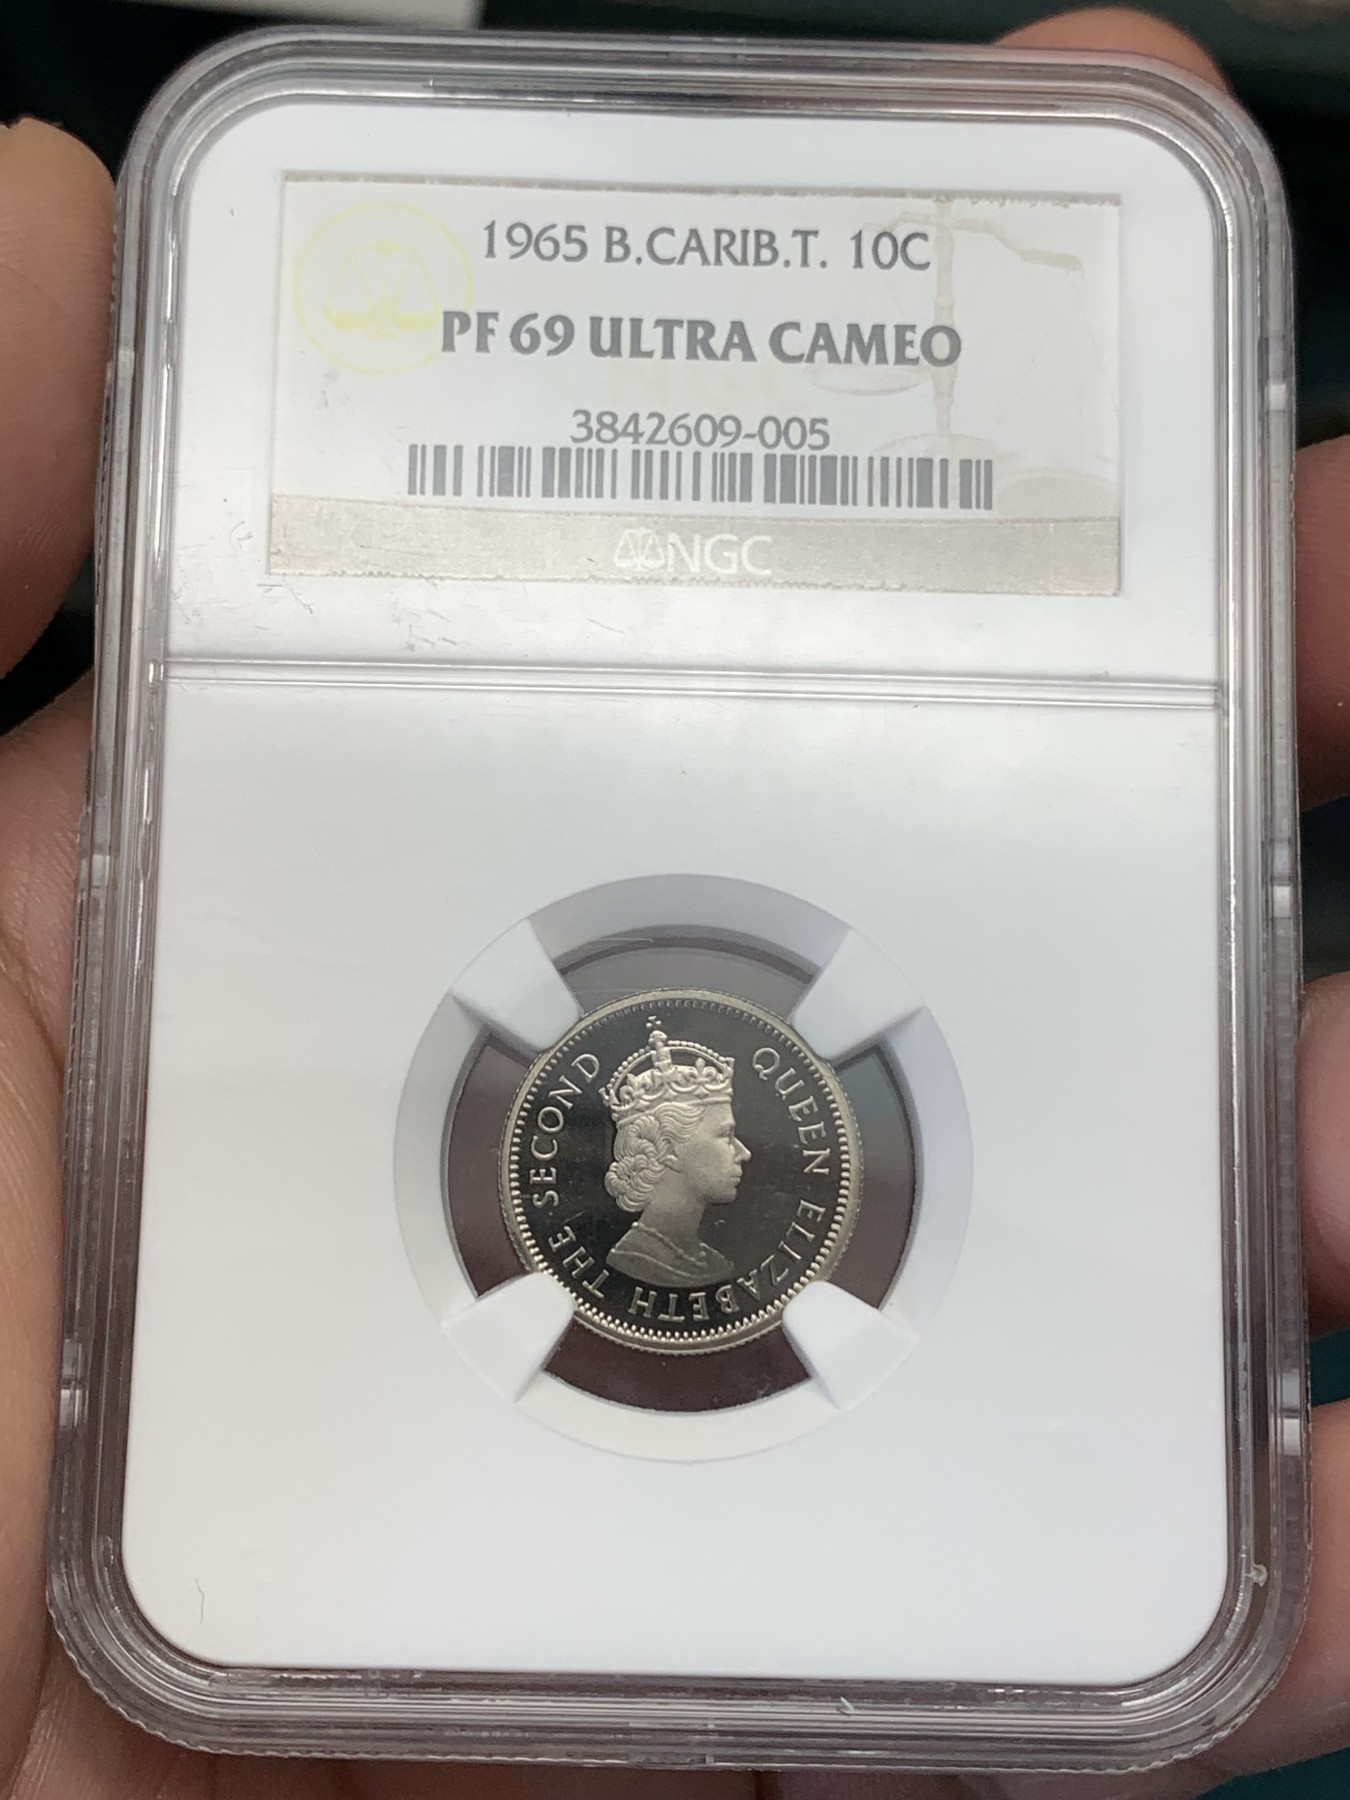 1965 B.CARIB.T. 10C
PF 69 ULTRA CAMEO
3842609-005
NGC
QUEEN ELIZABETH THE SECOND